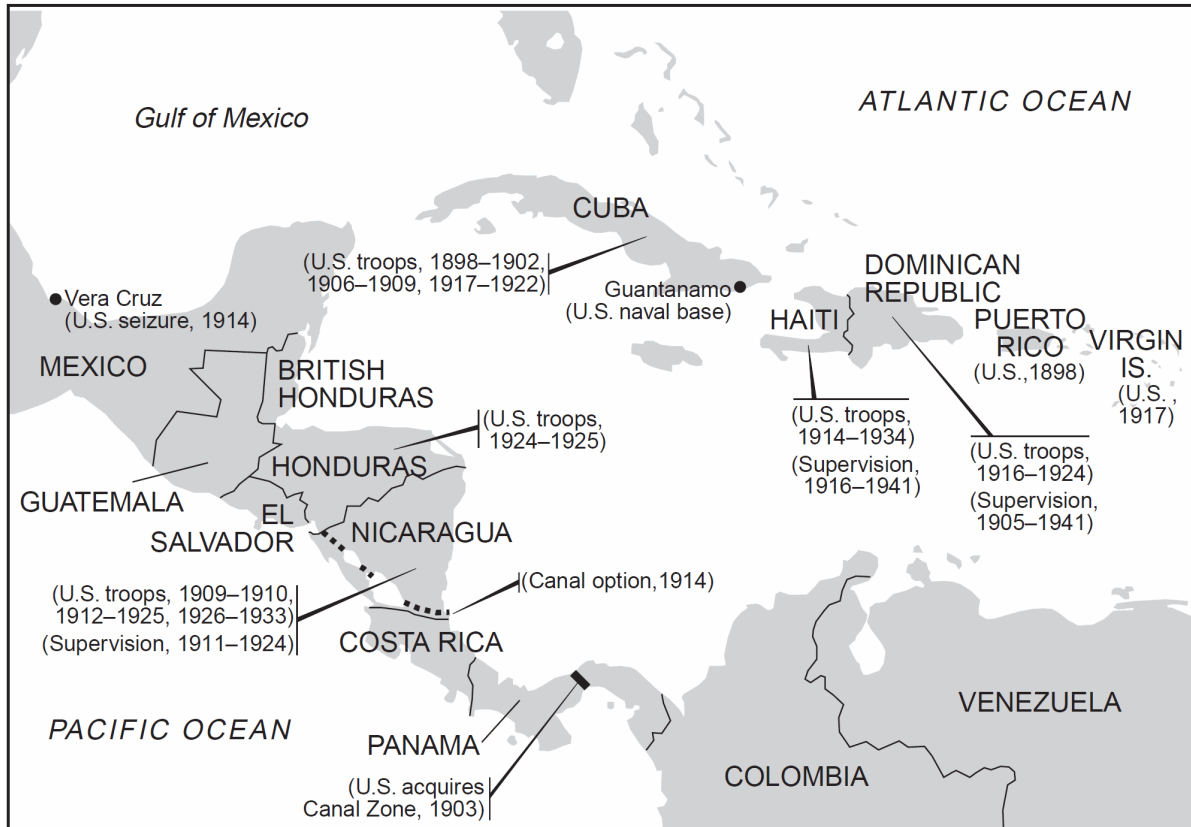 ATLANTIC OCEAN
Gulf of Mexico
CUBA
(U.S. troops, 1898–1902,
1906–1909, 1917–1922)
Guantanamo
(U.S. naval base)
Vera Cruz
(U.S. seizure, 1914)
MEXICO
BRITISH
HONDURAS
HAITI
DOMINICAN
REPUBLIC
PUERTO
RICO
(U.S.,1898)
VIRGIN
IS.
(U.S. ,
1917)
(U.S. troops,
1914–1934)
(Supervision,
1916–1941)
(U.S. troops,
1916–1924)
(Supervision,
1905–1941)
(U.S. troops,
1924–1925)
HONDURAS
GUATEMALA
EL
SALVADOR
NICARAGUA
(U.S. troops, 1909–1910,
1912–1925, 1926–1933)
(Supervision, 1911–1924)
(Canal option,1914)
COSTA RICA
PACIFIC OCEAN
PANAMA
(U.S. acquires
Canal Zone, 1903)
VENEZUELA
COLOMBIA